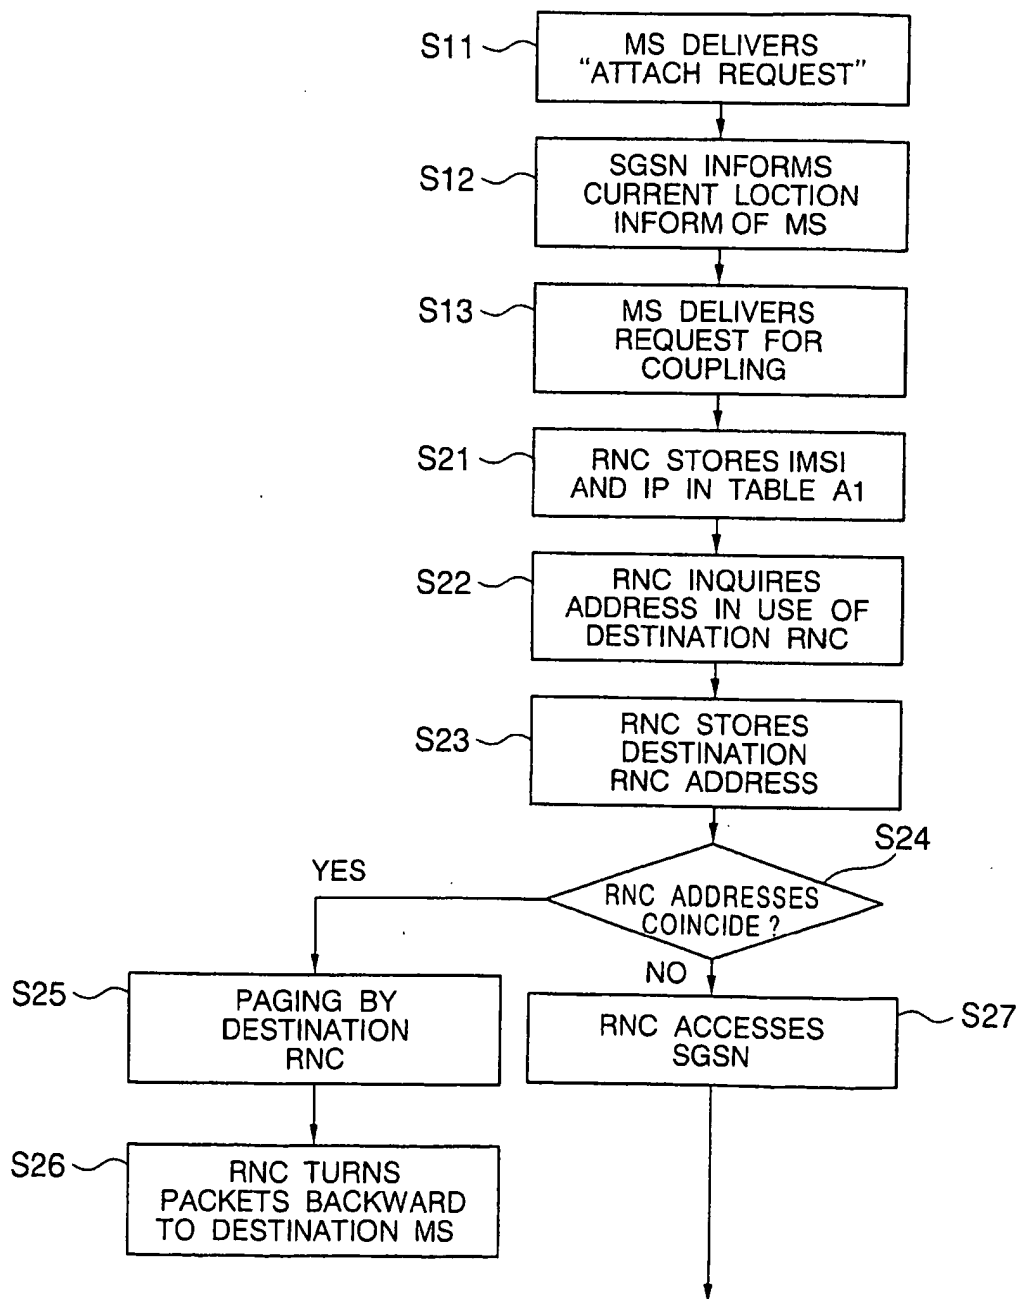 S11
MS DELIVERS
“ATTACH REQUEST”
S12
SGSN INFORMS
CURRENT LOCTION
INFORM OF MS
S13
MS DELIVERS
REQUEST FOR
COUPLING
S21
RNC STORES IMSI
AND IP IN TABLE A1
S22
RNC INQUIRES
ADDRESS IN USE OF
DESTINATION RNC
S23
RNC STORES
DESTINATION
RNC ADDRESS
S24
RNC ADDRESSES
COINCIDE ?
YES
NO
S25
PAGING BY
DESTINATION
RNC
S27
RNC ACCESSES
SGSN
S26
RNC TURNS
PACKETS BACKWARD
TO DESTINATION MS